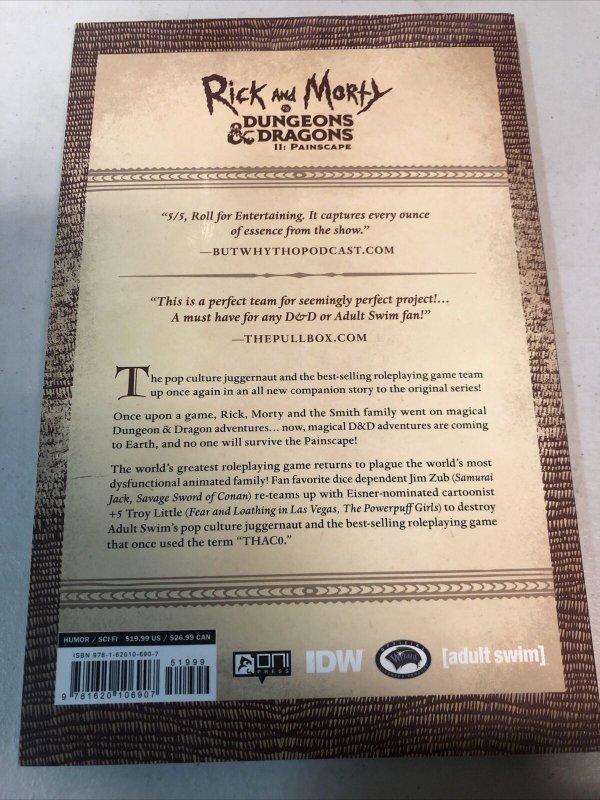 Rick and Morty
vs.
DUNGEONS
& DRAGONS
II: PAINSCAPE
“5/5, Roll for Entertaining. It captures every ounce
of essence from the show.”
—BUTWHYTHOPODCAST.COM
“This is a perfect team for seemingly perfect project!…
A must have for any D&D or Adult Swim fan!”
—THEPULLBOX.COM
The pop culture juggernaut and the best-selling roleplaying game team
up once again in an all new companion story to the original series!
Once upon a game, Rick, Morty and the Smith family went on magical
Dungeon & Dragon adventures… now, magical D&D adventures are coming
to Earth, and no one will survive the Painscape!
The world’s greatest roleplaying game returns to plague the world’s most
dysfunctional animated family! Fan favorite dice dependent Jim Zub (Samurai
Jack, Savage Sword of Conan) re-teams up with Eisner-nominated cartoonist
+5 Troy Little (Fear and Loathing in Las Vegas, The Powerpuff Girls) to destroy
Adult Swim’s pop culture juggernaut and the best-selling roleplaying game
that once used the term “THAC0.”
HUMOR / SCI-FI $19.99 US / $26.99 CAN
ISBN 978-1-62010-690-7
51999
9 781620 106907
ONI
PRESS
IDW
Wizards
[adult swim]